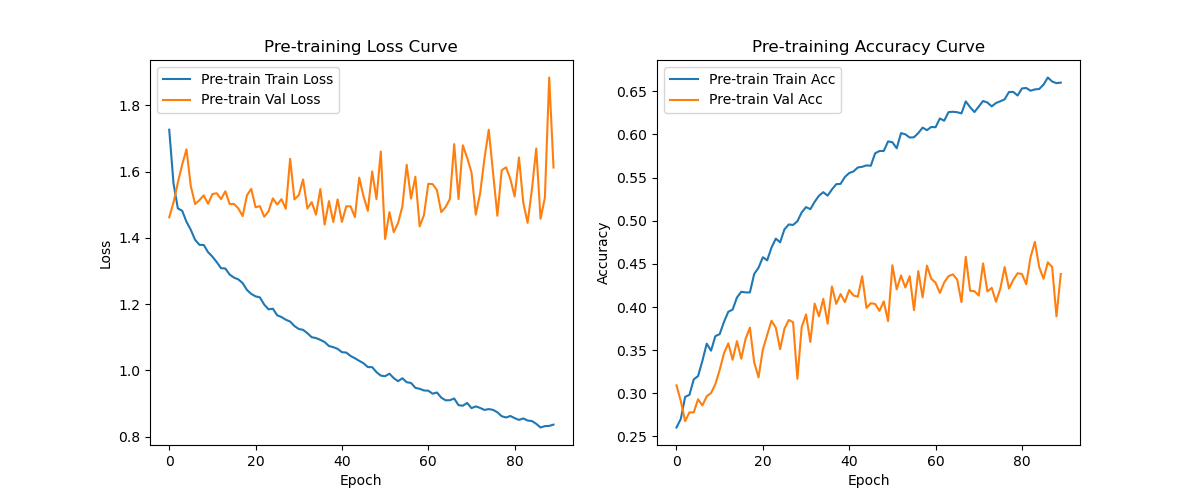 Pre-training Loss Curve
Pre-train Train Loss
Pre-train Val Loss
1.8
1.6
1.4
1.2
1.0
0.8
Loss
0 20 40 60 80
Epoch
Pre-training Accuracy Curve
Pre-train Train Acc
Pre-train Val Acc
0.65
0.60
0.55
0.50
0.45
0.40
0.35
0.30
0.25
Accuracy
0 20 40 60 80
Epoch